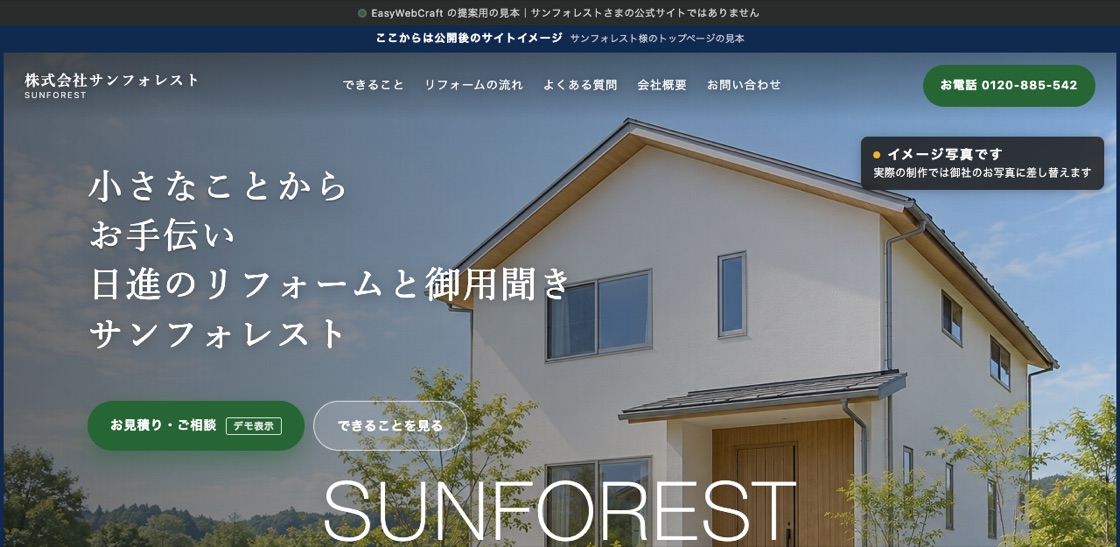 EasyWebCraft の提案用の見本｜サンフォレストさまの公式サイトではありません
ここからは公開後のサイトイメージ サンフォレスト様のトップページの見本
株式会社サンフォレスト
SUNFOREST
できること リフォームの流れ よくある質問 会社概要 お問い合わせ
お電話 0120-885-542
イメージ写真です
実際の制作では御社のお写真に差し替えます
小さなことから
お手伝い
日進のリフォームと御用聞き
サンフォレスト
お見積り・ご相談 デモ表示
できることを見る
SUNFOREST